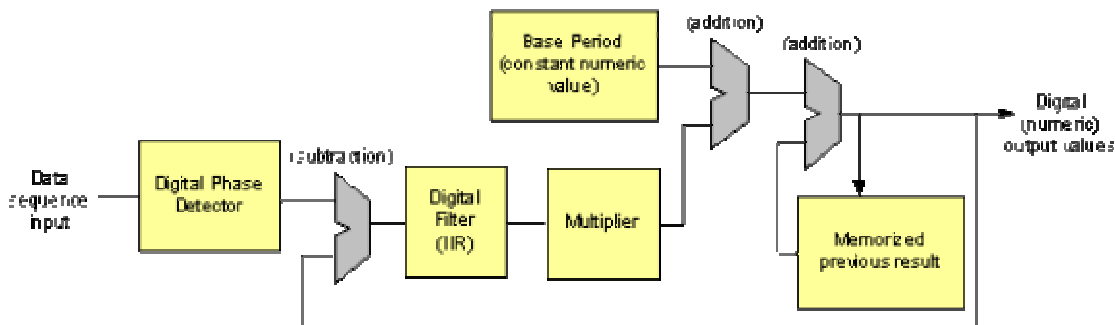 Data
sequence
input
Digital Phase
Detector
(subtraction)
Digital
Filter
(IIR)
Multiplier
Base Period
(constant numeric
value)
(addition)
(addition)
Memorized
previous result
Digital
(numeric)
output values